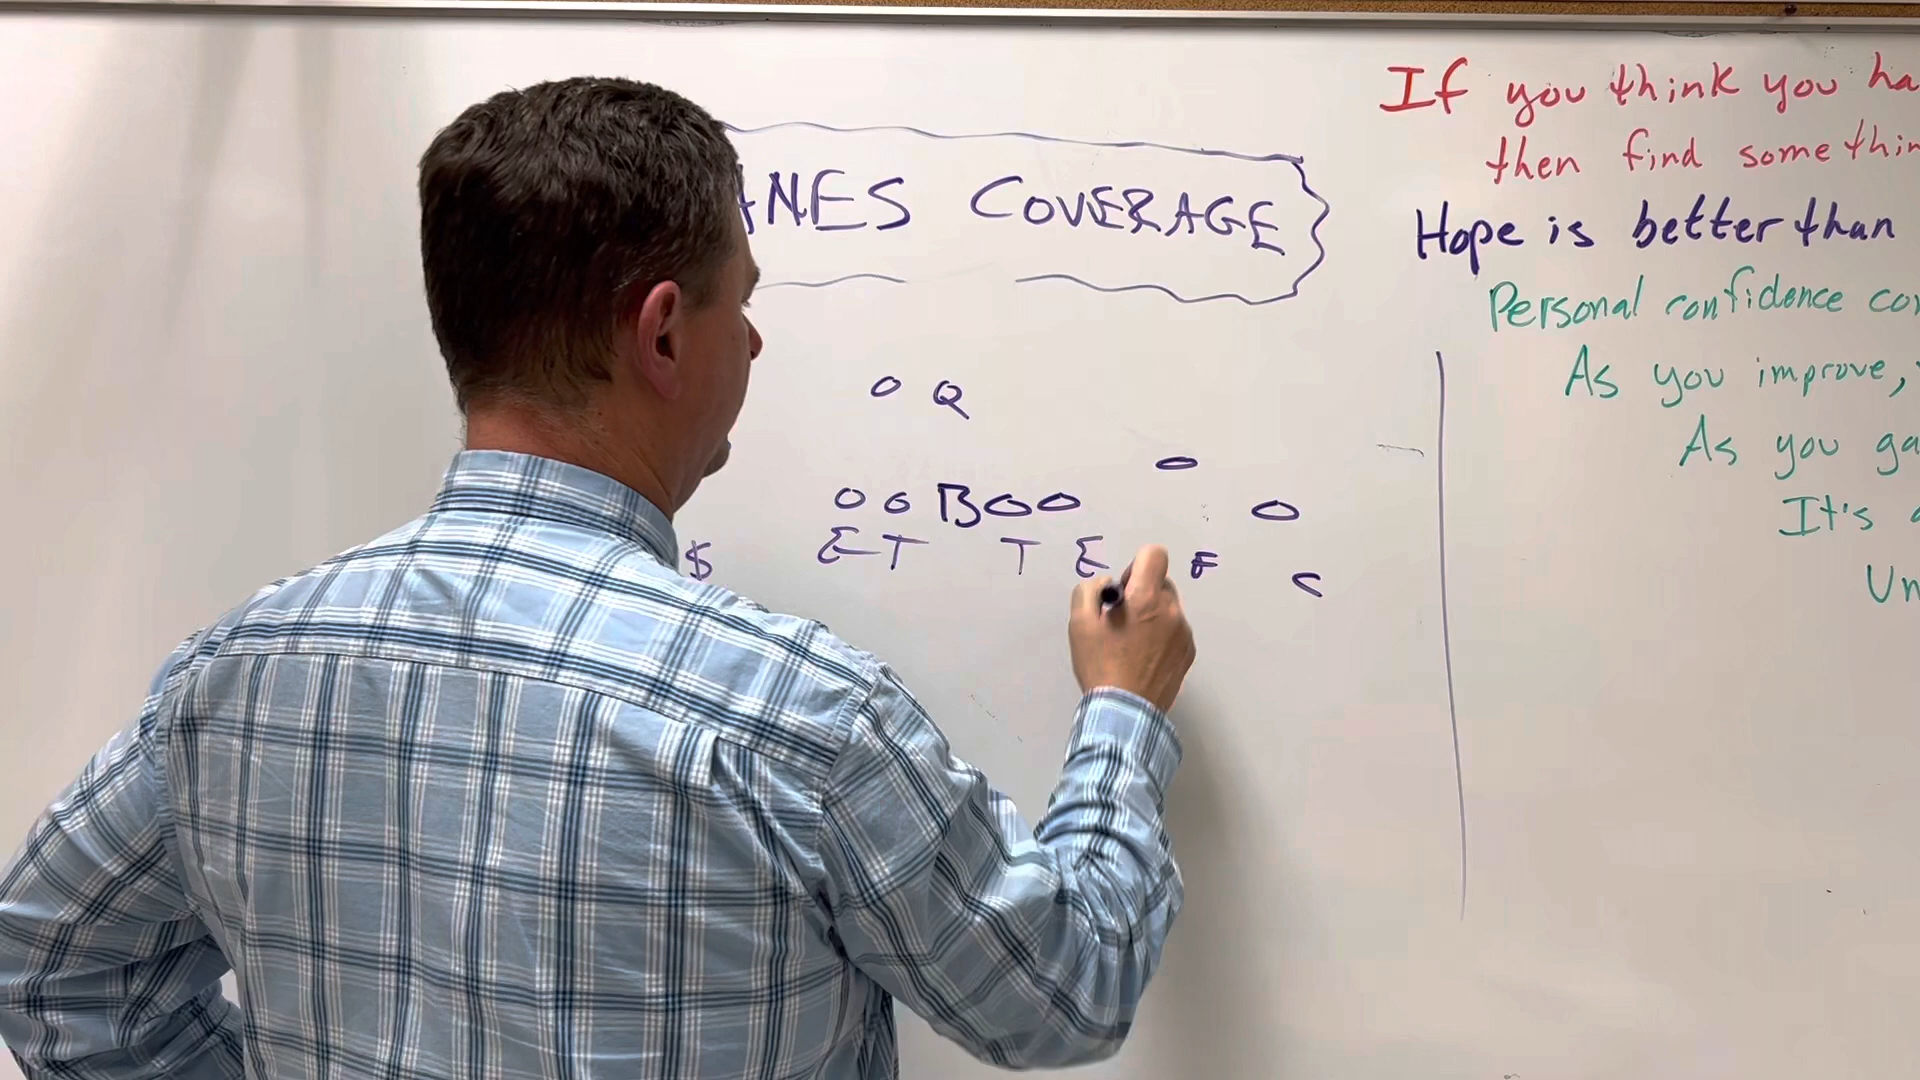 ANES COVERAGE
If you think you ha
then find somethin
Hope is better than
Personal confidence co
As you improve,
As you ga
It's
Un
O Q
O
O O B O O O
$ E T T E F C